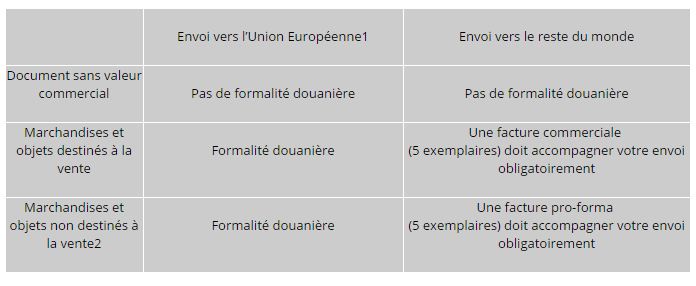 Envoi vers l'Union Européenne1
Envoi vers le reste du monde
Document sans valeur
commercial
Pas de formalité douanière
Pas de formalité douanière
Marchandises et
objets destinés à la
vente
Formalité douanière
Une facture commerciale
(5 exemplaires) doit accompagner votre envoi
obligatoirement
Marchandises et
objets non destinés à
la vente2
Formalité douanière
Une facture pro-forma
(5 exemplaires) doit accompagner votre envoi
obligatoirement